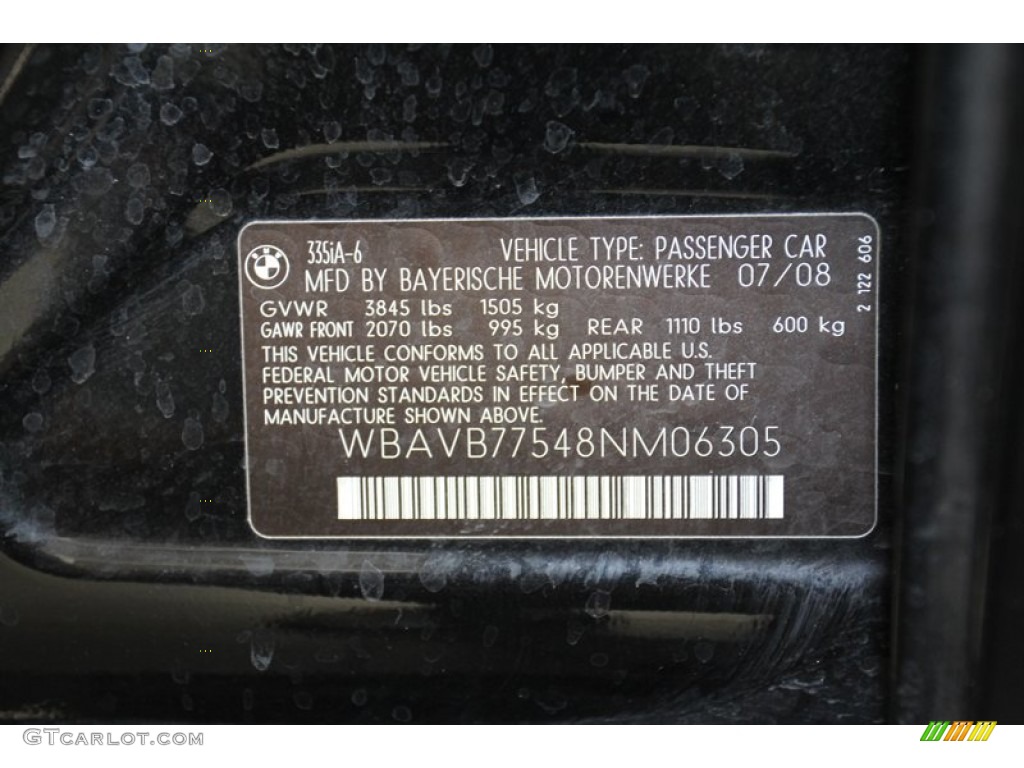 335iA-6 VEHICLE TYPE: PASSENGER CAR
MFD BY BAYERISCHE MOTORENWERKE 07/08
GVWR 3845 lbs 1505 kg
GAWR FRONT 2070 lbs 995 kg REAR 1110 lbs 600 kg
THIS VEHICLE CONFORMS TO ALL APPLICABLE U.S.
FEDERAL MOTOR VEHICLE SAFETY, BUMPER AND THEFT
PREVENTION STANDARDS IN EFFECT ON THE DATE OF
MANUFACTURE SHOWN ABOVE.
WBAVB77548NM06305
2 122 606
BMW
GTCarLot.com